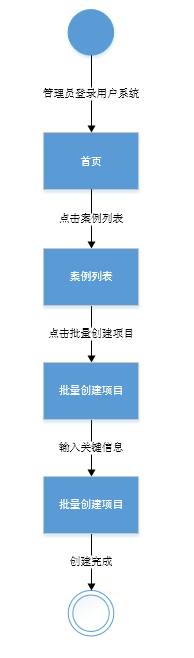 管理员登录用户系统
首页
点击案例列表
案例列表
点击批量创建项目
批量创建项目
输入关键信息
批量创建项目
创建完成